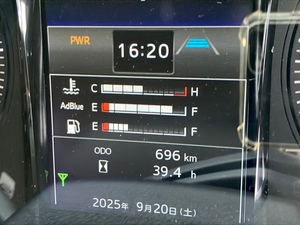 PWR
16:20
C H
AdBlue E F
E F
ODO 696 km
39.4 h
2025年 9月20日(土)